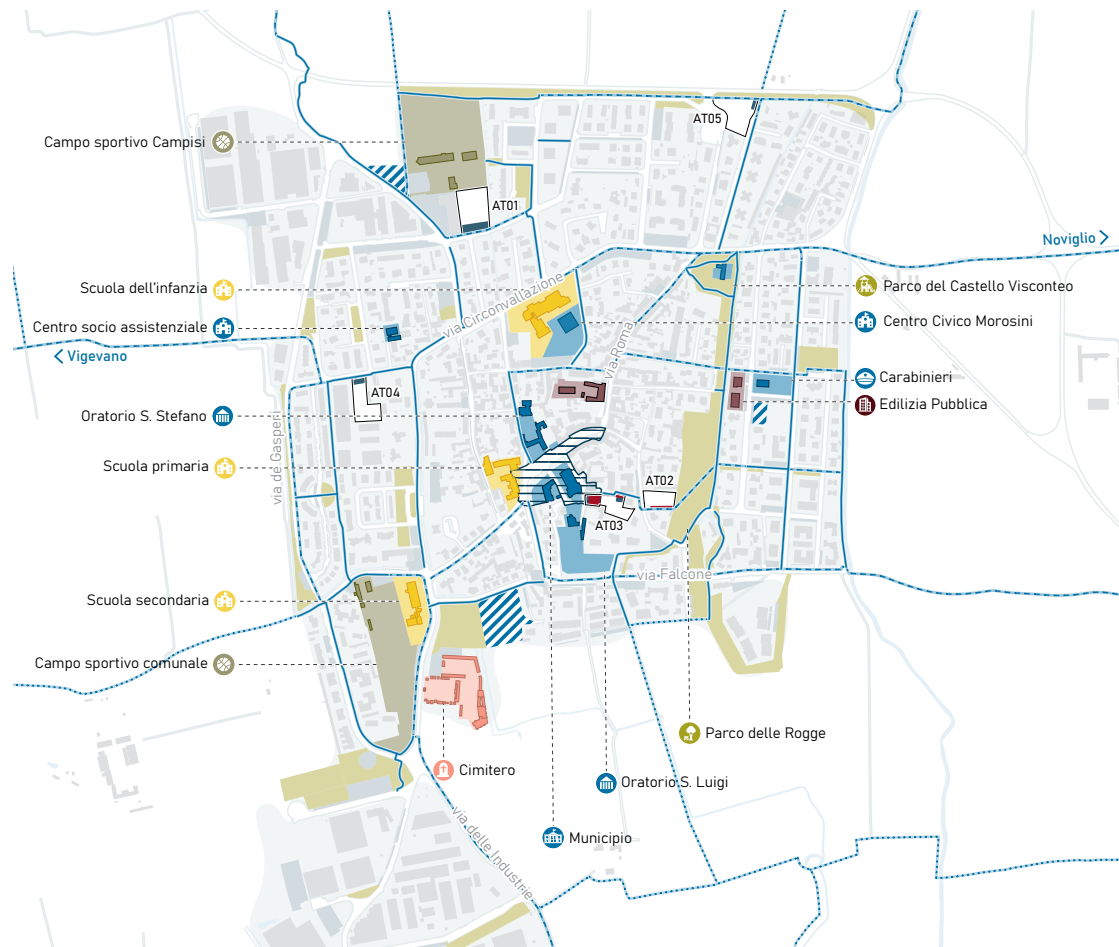 AT05
Campo sportivo Campisi
AT01
Noviglio
Scuola dell'infanzia
via Circonvallazione
Parco del Castello Visconteo
Centro socio assistenziale
Centro Civico Morosini
via Roma
Vigevano
Carabinieri
AT04
Edilizia Pubblica
Oratorio S. Stefano
via de Gasperi
Scuola primaria
AT02
AT03
via Falcone
Scuola secondaria
Campo sportivo comunale
Parco delle Rogge
Cimitero
Oratorio S. Luigi
via delle Industrie
Municipio